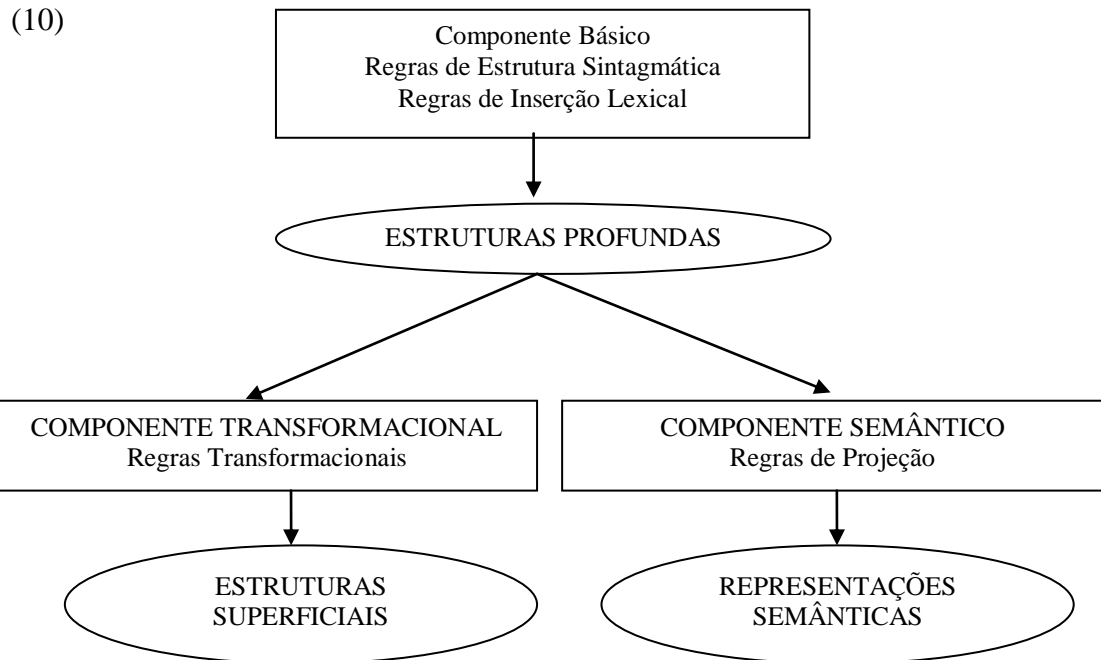 (10)
Componente Básico
Regras de Estrutura Sintagmática
Regras de Inserção Lexical
ESTRUTURAS PROFUNDAS
COMPONENTE TRANSFORMACIONAL
Regras Transformacionais
COMPONENTE SEMÂNTICO
Regras de Projeção
ESTRUTURAS
SUPERFICIAIS
REPRESENTAÇÕES
SEMÂNTICAS